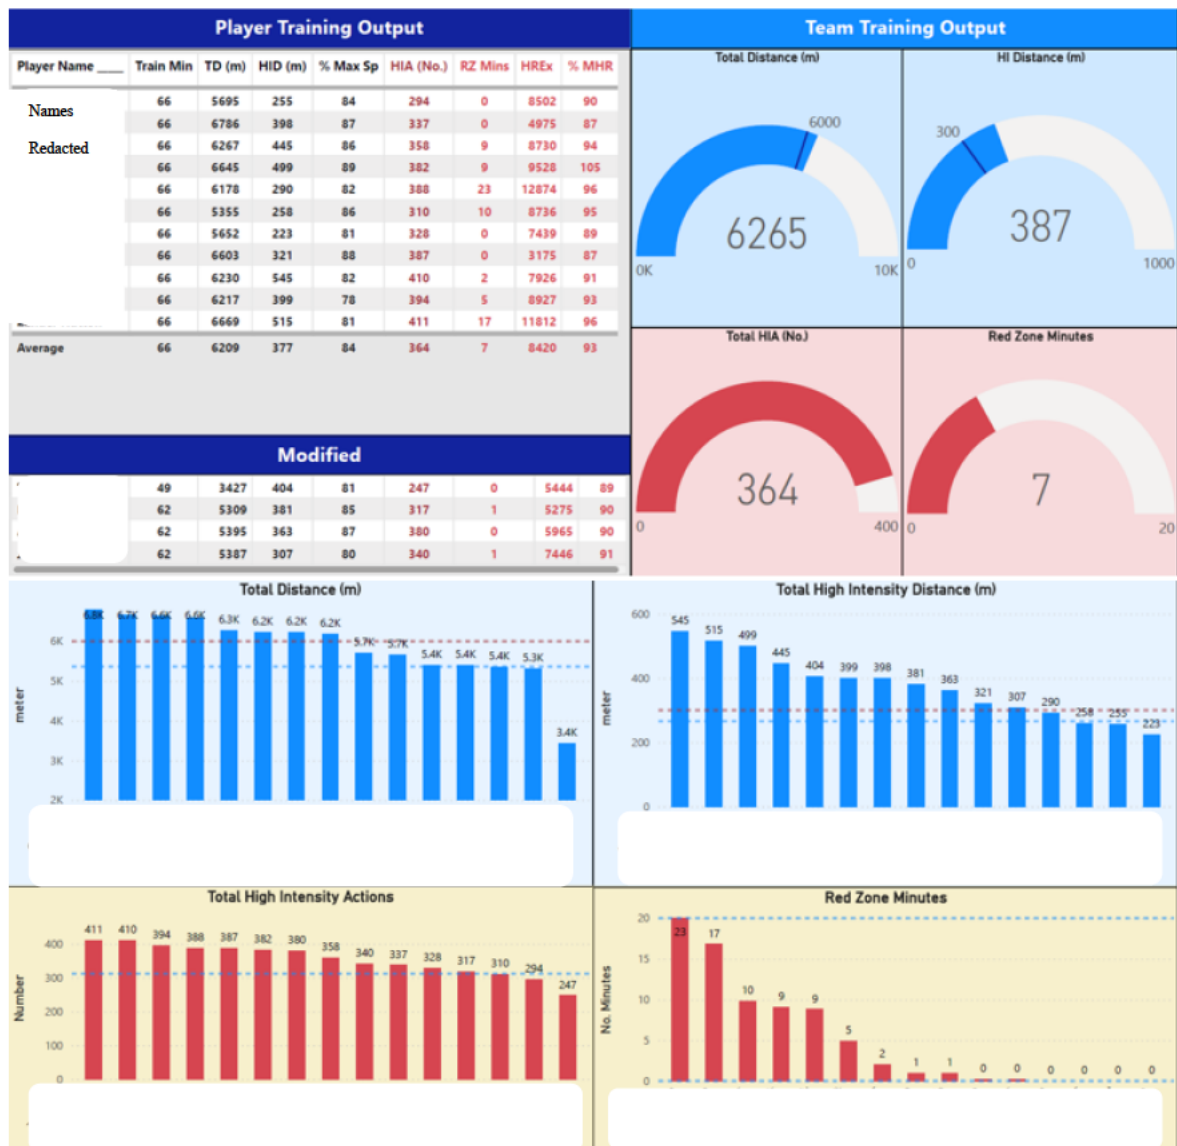 Player Training Output
Player Name ____ Train Min TD (m) HID (m) % Max Sp HIA (No.) RZ Mins HREx % MHR
Names
Redacted
66 5695 255 84 294 0 8502 90
66 6786 398 87 337 0 4975 87
66 6267 445 86 358 9 8730 94
66 6645 499 89 382 9 9528 105
66 6178 290 82 388 23 12874 96
66 5355 258 86 310 10 8736 95
66 5652 223 81 328 0 7439 89
66 6603 321 88 387 0 3175 87
66 6230 545 82 410 2 7926 91
66 6217 399 78 394 5 8927 93
66 6669 515 81 411 17 11812 96
Average 66 6209 377 84 364 7 8420 93
Modified
49 3427 404 81 247 0 5444 89
62 5309 381 85 317 1 5275 90
62 5395 363 87 380 0 5965 90
62 5387 307 80 340 1 7446 91
Team Training Output
Total Distance (m)
6000
6265
0K 10K
HI Distance (m)
300
387
0 1000
Total HIA (No.)
364
0 400
Red Zone Minutes
7
0 20
Total Distance (m)
6.8K 6.7K 6.6K 6.6K 6.3K 6.2K 6.2K 6.2K 5.7K 5.7K 5.4K 5.4K 5.4K 5.3K 3.4K
6K
5K
4K
3K
2K
meter
Total High Intensity Distance (m)
545 515 499 445 404 399 398 381 363 321 307 290 258 255 223
600
400
200
0
meter
Total High Intensity Actions
411 410 394 388 387 382 380 358 340 337 328 317 310 294 247
400
300
200
100
0
Number
Red Zone Minutes
23 17 10 9 9 5 2 1 1 0 0 0 0 0 0
20
15
10
5
0
No. Minutes